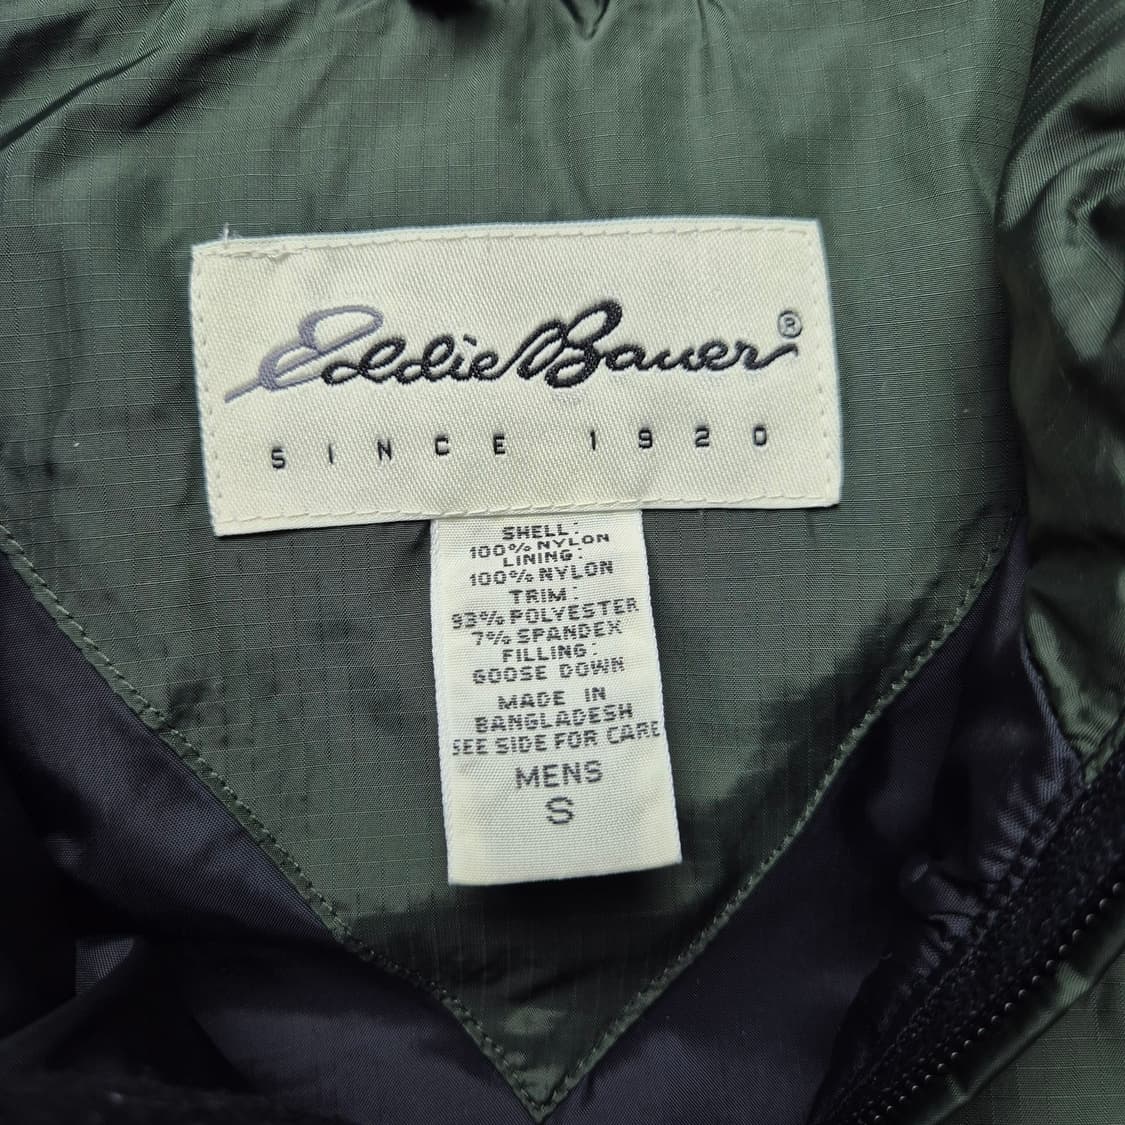 Eddie Bauer®
SINCE 1920
SHELL:
100% NYLON
LINING:
100% NYLON
TRIM:
93% POLYESTER
7% SPANDEX
FILLING:
GOOSE DOWN
MADE IN
BANGLADESH
SEE SIDE FOR CARE
MENS
S